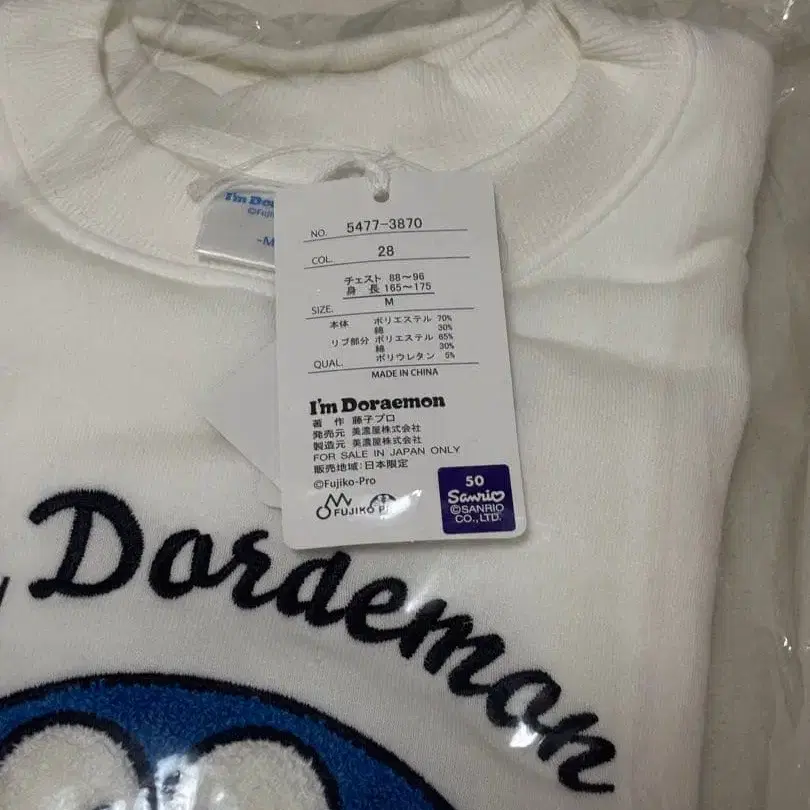 I'm Do
©Fuji
-M
NO. 5477-3870
COL. 28
チェスト 88〜96
身 長 165〜175
SIZE. M
本体 ポリエステル 70%
綿 30%
リブ部分 ポリエステル 65%
綿 30%
QUAL. ポリウレタン 5%
MADE IN CHINA
I'm Doraemon
著 作 藤子プロ
発売元 美濃屋株式会社
製造元 美濃屋株式会社
FOR SALE IN JAPAN ONLY
販売地域:日本限定
©Fujiko-Pro
FUJIKO P
50
Sanrio
©SANRIO
CO.,LTD.
Doraemon